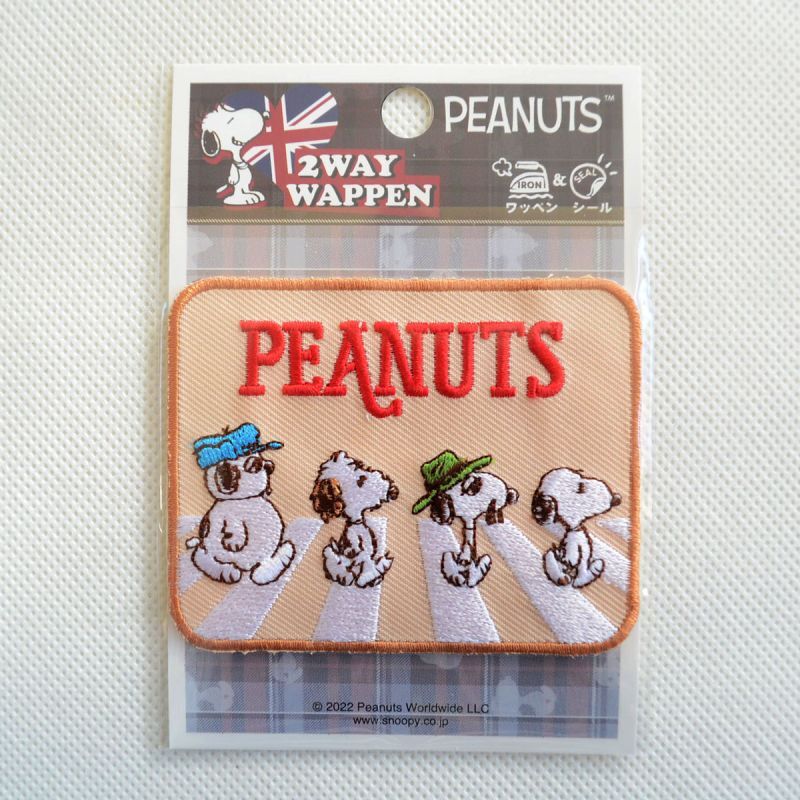 PEANUTS™
2WAY
WAPPEN
IRON & SEAL
ワッペン シール
PEANUTS
© 2022 Peanuts Worldwide LLC
www.snoopy.co.jp